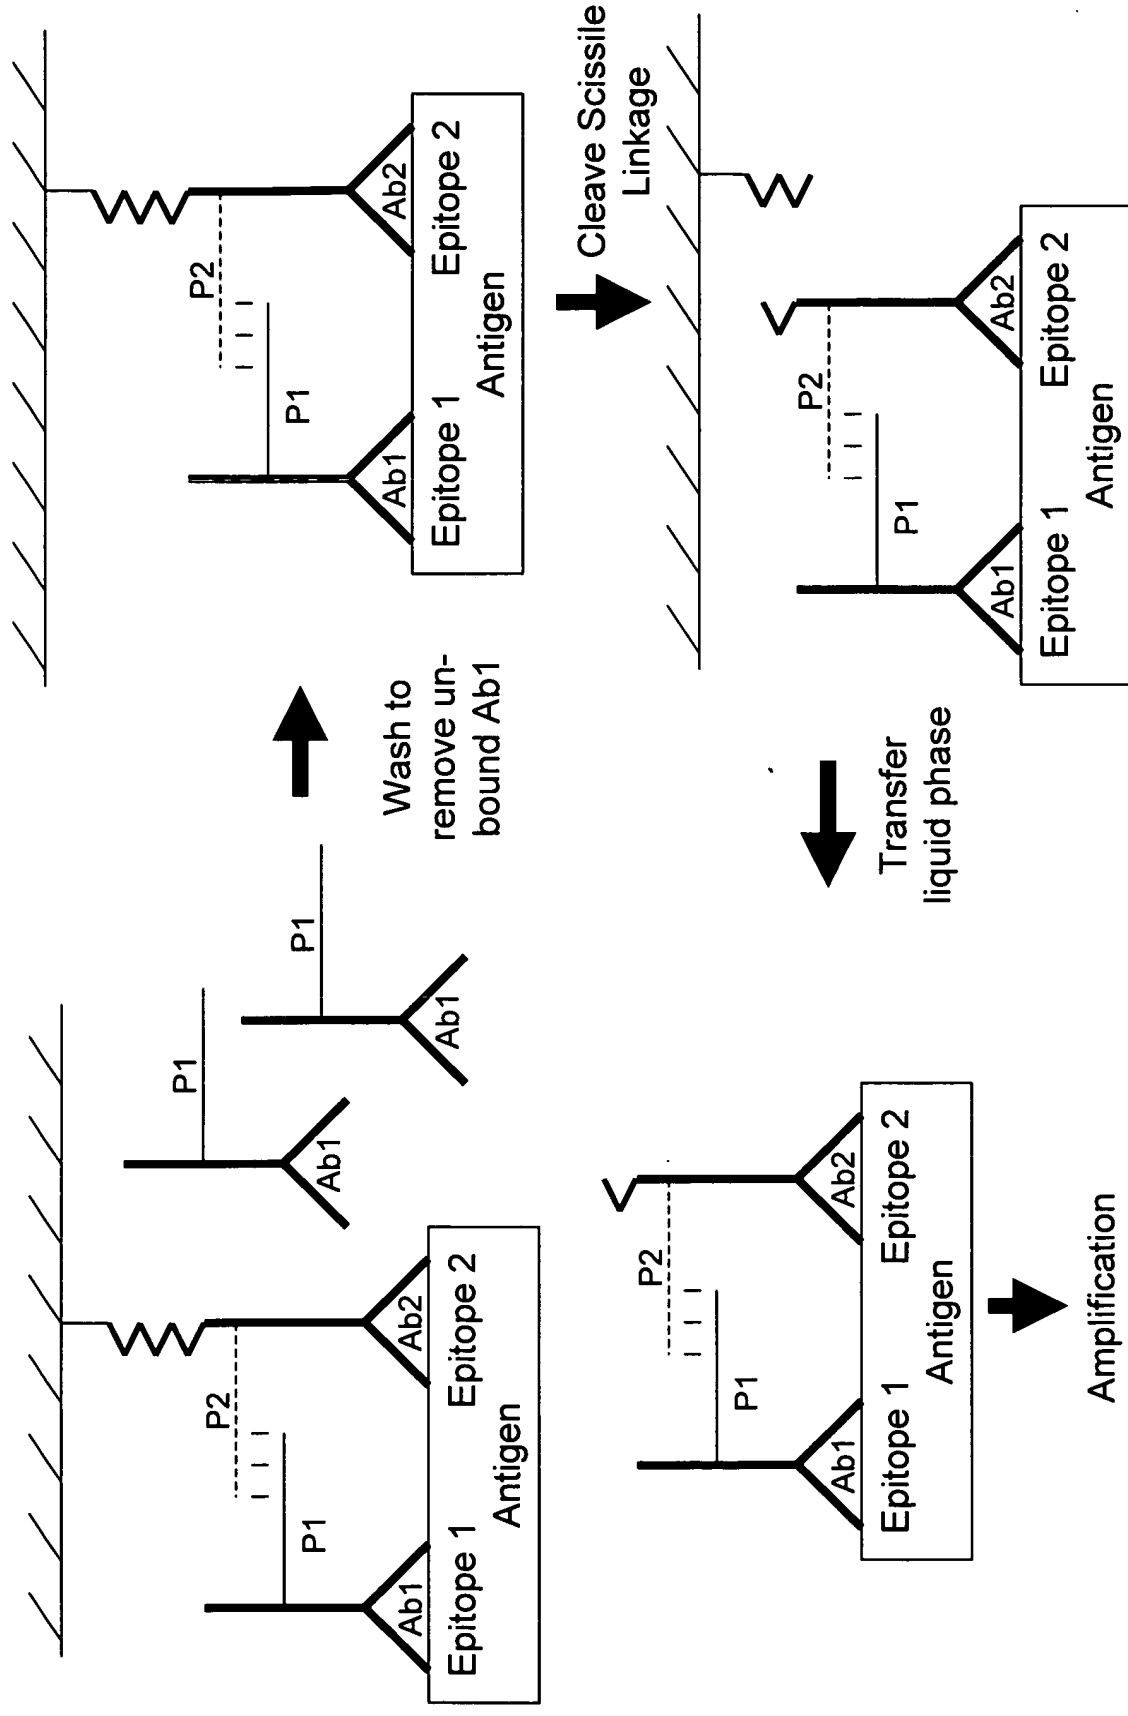 P2
P1
Ab1
Ab2
Epitope 1
Epitope 2
Antigen
P1
Ab1
P1
Ab1
Wash to
remove un-
bound Ab1
P2
P1
Ab1
Ab2
Epitope 1
Epitope 2
Antigen
Cleave Scissile
Linkage
P2
P1
Ab1
Ab2
Epitope 1
Epitope 2
Antigen
Transfer
liquid phase
P2
P1
Ab1
Ab2
Epitope 1
Epitope 2
Antigen
Amplification